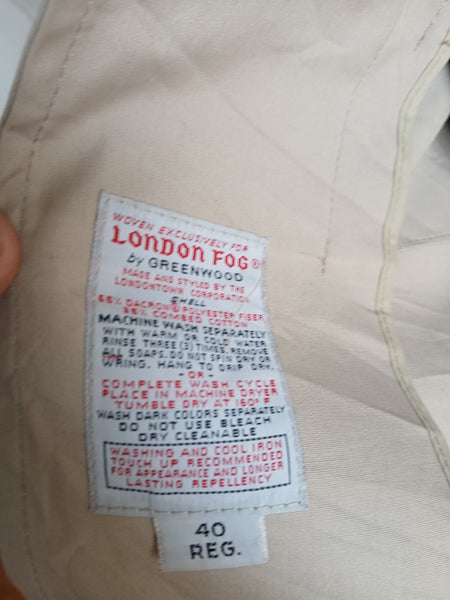 WOVEN EXCLUSIVELY FOR
LONDON FOG®
by GREENWOOD
MADE AND STYLED BY THE
LONDONTOWN CORPORATION
SHELL
65% DACRON® POLYESTER FIBER
35% COMBED COTTON
MACHINE WASH SEPARATELY
WITH WARM OR COLD WATER
RINSE THREE (3) TIMES. REMOVE
ALL SOAPS. DO NOT SPIN DRY OR
WRING. HANG TO DRIP DRY.
-OR-
COMPLETE WASH CYCLE
PLACE IN MACHINE DRYER
TUMBLE DRY AT 160° F
WASH DARK COLORS SEPARATELY
DO NOT USE BLEACH
DRY CLEANABLE
WASHING AND COOL IRON
TOUCH UP RECOMMENDED
FOR APPEARANCE AND LONGER
LASTING REPELLENCY
40
REG.